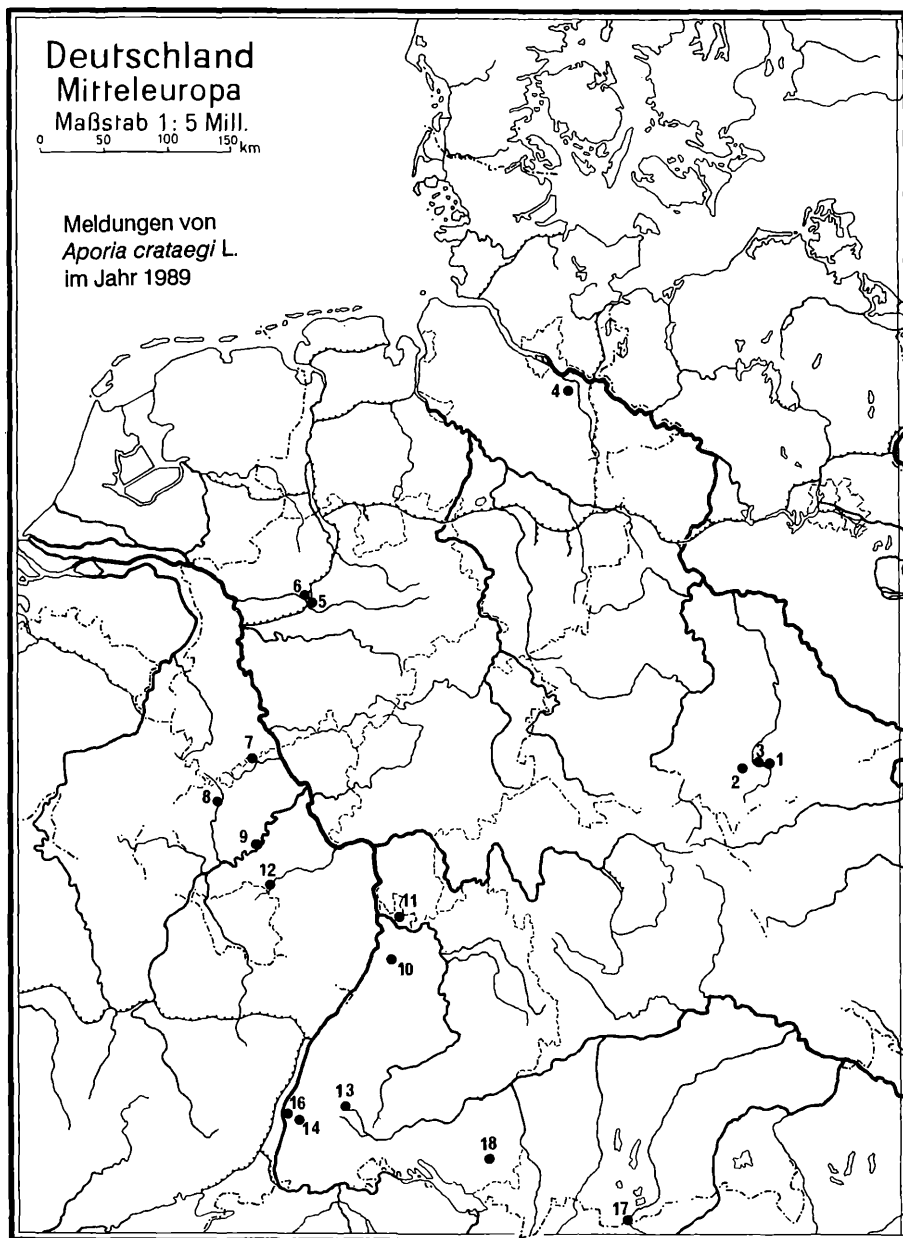 Deutschland
Mitteleuropa
Maßstab 1: 5 Mill.
0 50 100 150 km
Meldungen von
Aporia crataegi L.
im Jahr 1989
4
6
5
3
1
2
7
8
9
12
11
10
13
16
14
18
17